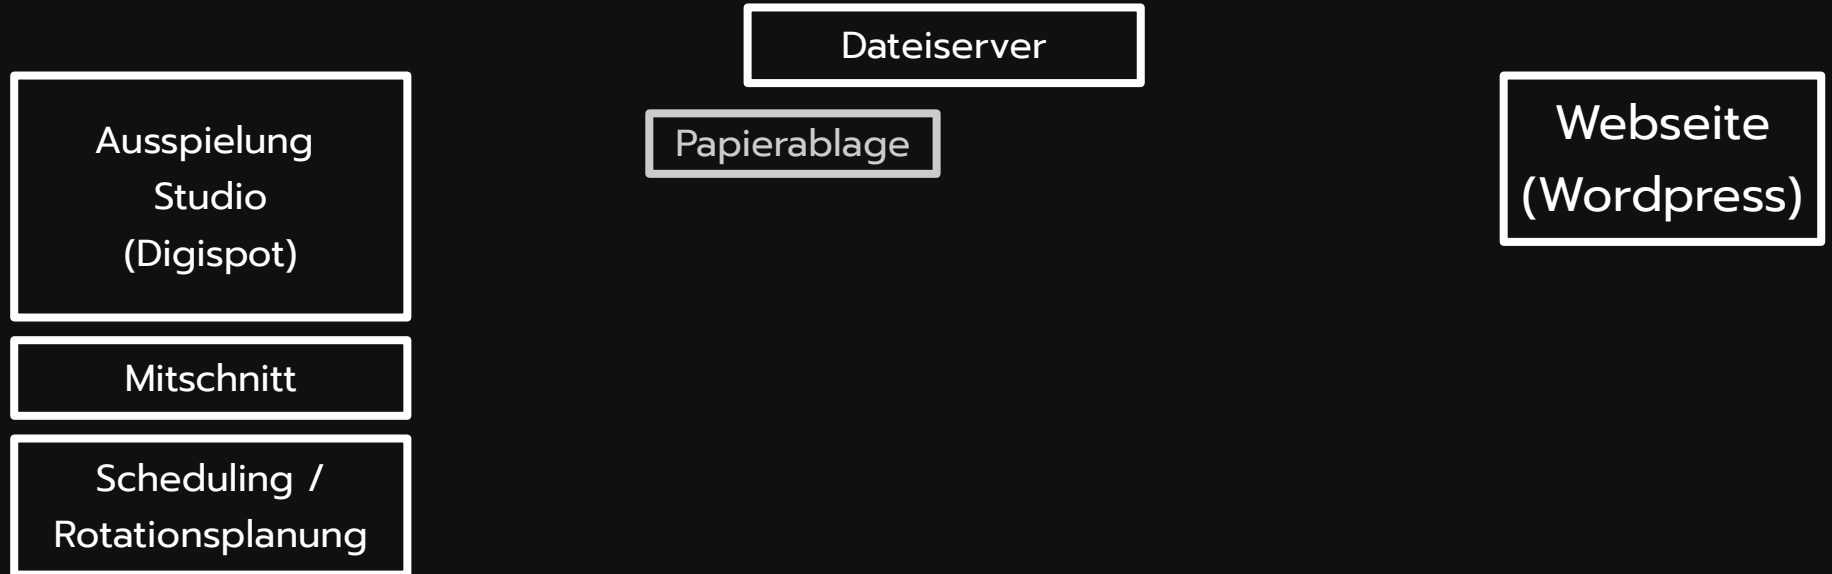 Dateiserver
Ausspielung
Studio
(Digispot)
Papierablage
Webseite
(Wordpress)
Mitschnitt
Scheduling /
Rotationsplanung